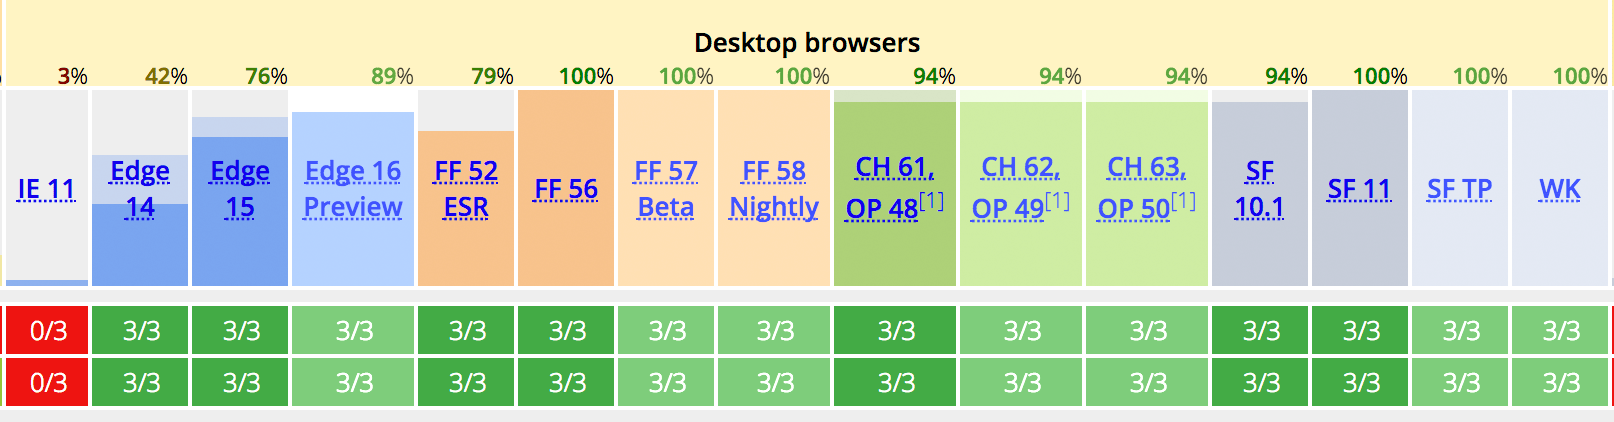 Desktop browsers
3% 42% 76% 89% 79% 100% 100% 100% 94% 94% 94% 94% 100% 100% 100%
IE 11 Edge 14 Edge 15 Edge 16 Preview FF 52 ESR FF 56 FF 57 Beta FF 58 Nightly CH 61, OP 48[1] CH 62, OP 49[1] CH 63, OP 50[1] SF 10.1 SF 11 SF TP WK
0/3 3/3 3/3 3/3 3/3 3/3 3/3 3/3 3/3 3/3 3/3 3/3 3/3 3/3 3/3
0/3 3/3 3/3 3/3 3/3 3/3 3/3 3/3 3/3 3/3 3/3 3/3 3/3 3/3 3/3